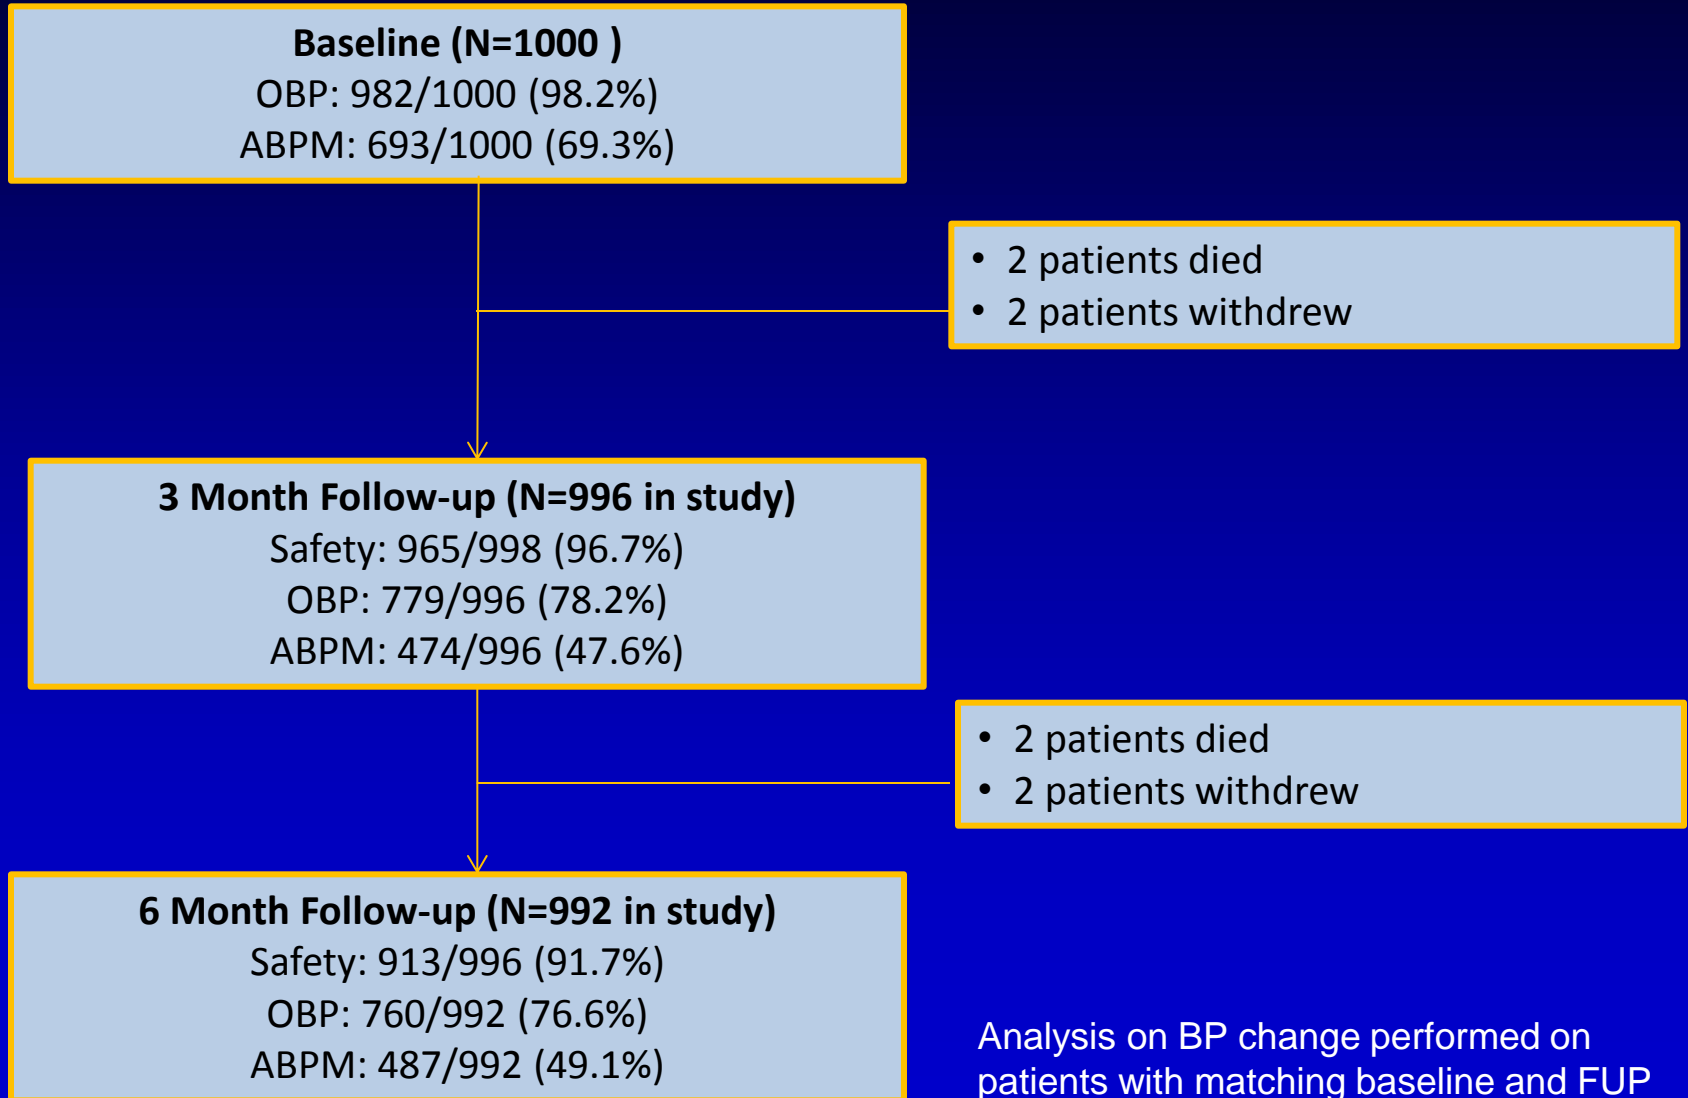 Baseline (N=1000 )
OBP: 982/1000 (98.2%)
ABPM: 693/1000 (69.3%)
• 2 patients died
• 2 patients withdrew
3 Month Follow-up (N=996 in study)
Safety: 965/998 (96.7%)
OBP: 779/996 (78.2%)
ABPM: 474/996 (47.6%)
• 2 patients died
• 2 patients withdrew
6 Month Follow-up (N=992 in study)
Safety: 913/996 (91.7%)
OBP: 760/992 (76.6%)
ABPM: 487/992 (49.1%)
Analysis on BP change performed on
patients with matching baseline and FUP